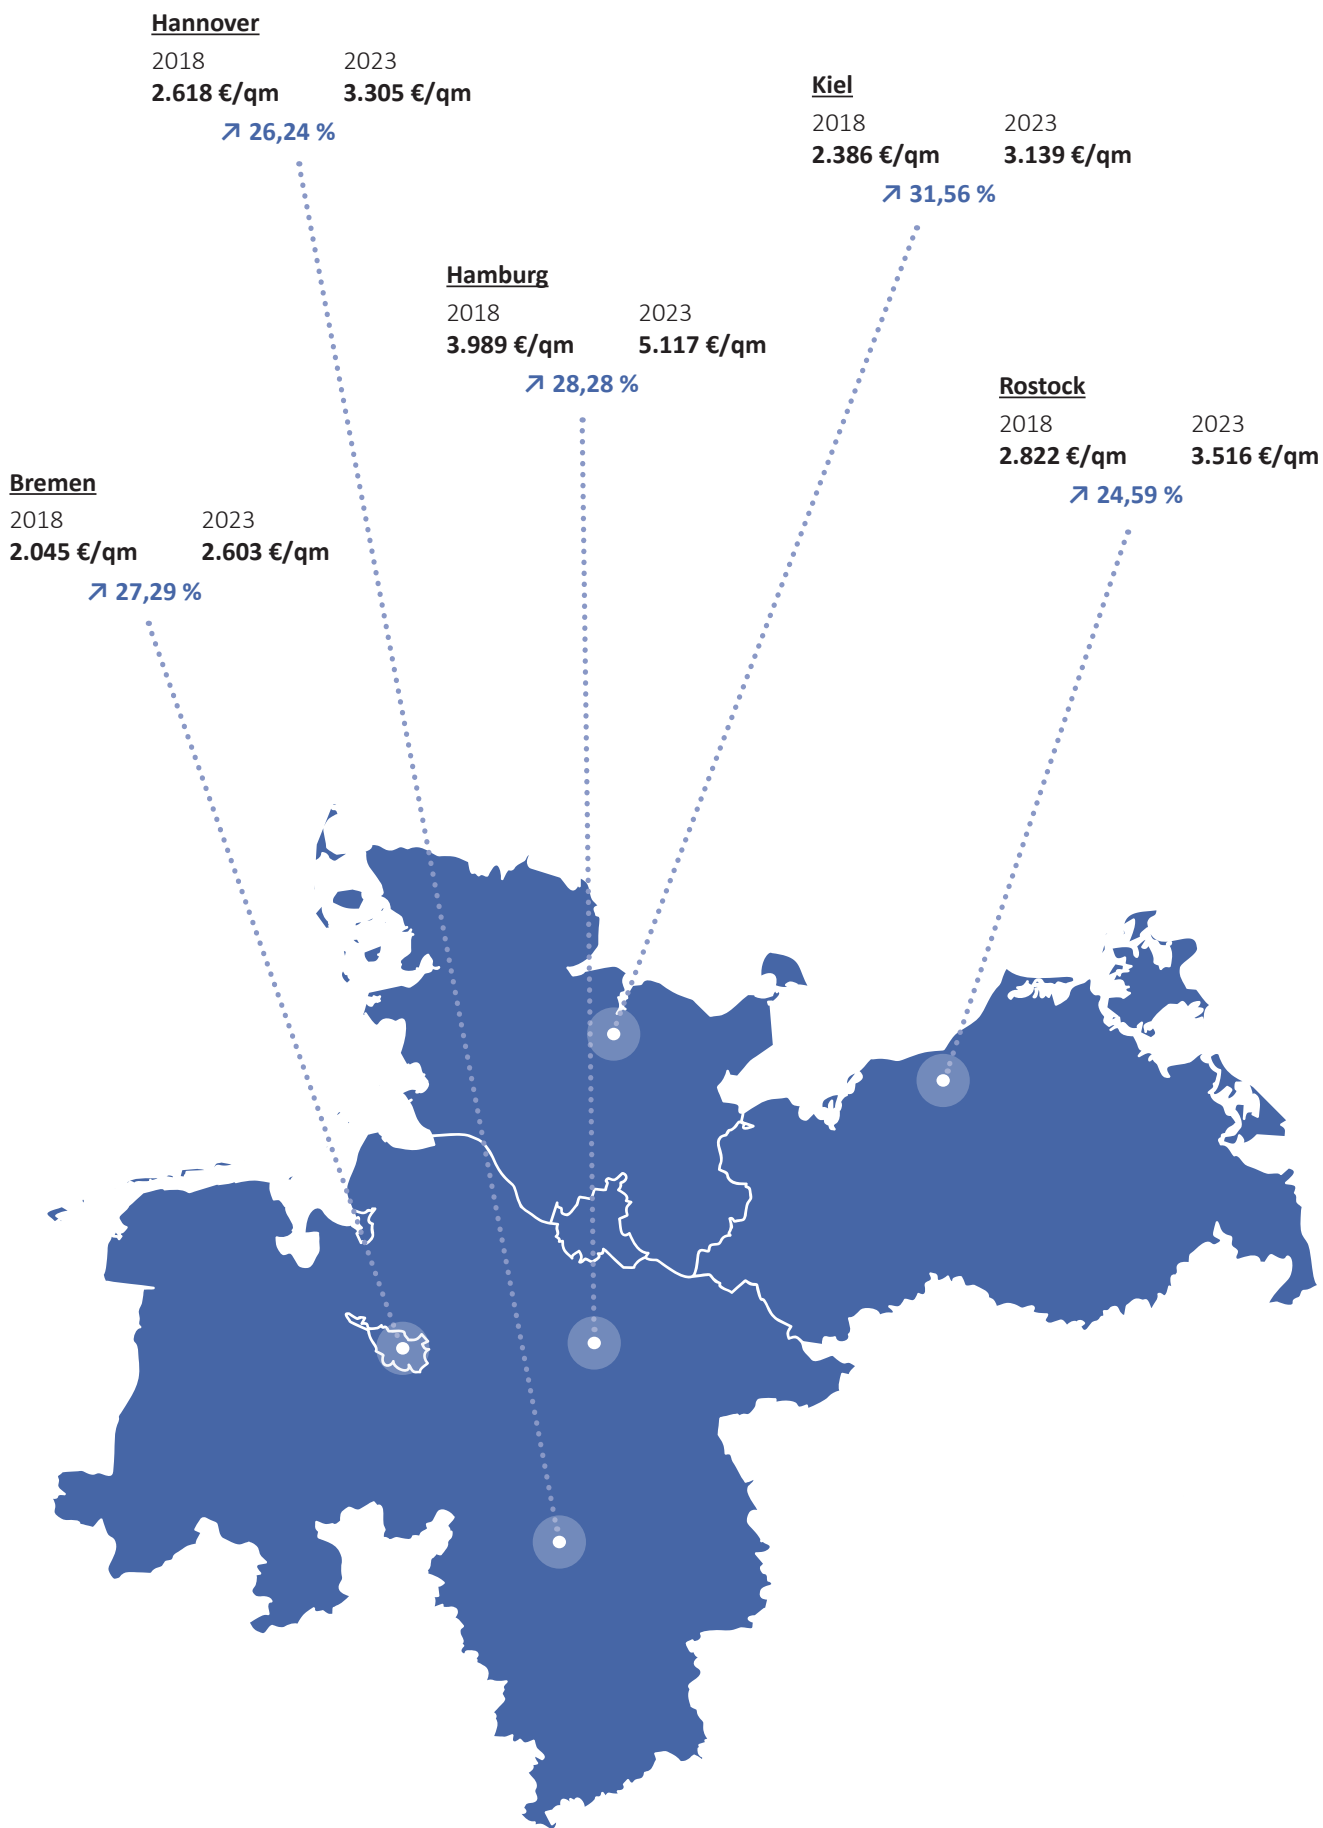 Hannover
2018 2023
2.618 €/qm 3.305 €/qm
↗ 26,24 %
Kiel
2018 2023
2.386 €/qm 3.139 €/qm
↗ 31,56 %
Hamburg
2018 2023
3.989 €/qm 5.117 €/qm
↗ 28,28 %
Rostock
2018 2023
2.822 €/qm 3.516 €/qm
↗ 24,59 %
Bremen
2018 2023
2.045 €/qm 2.603 €/qm
↗ 27,29 %